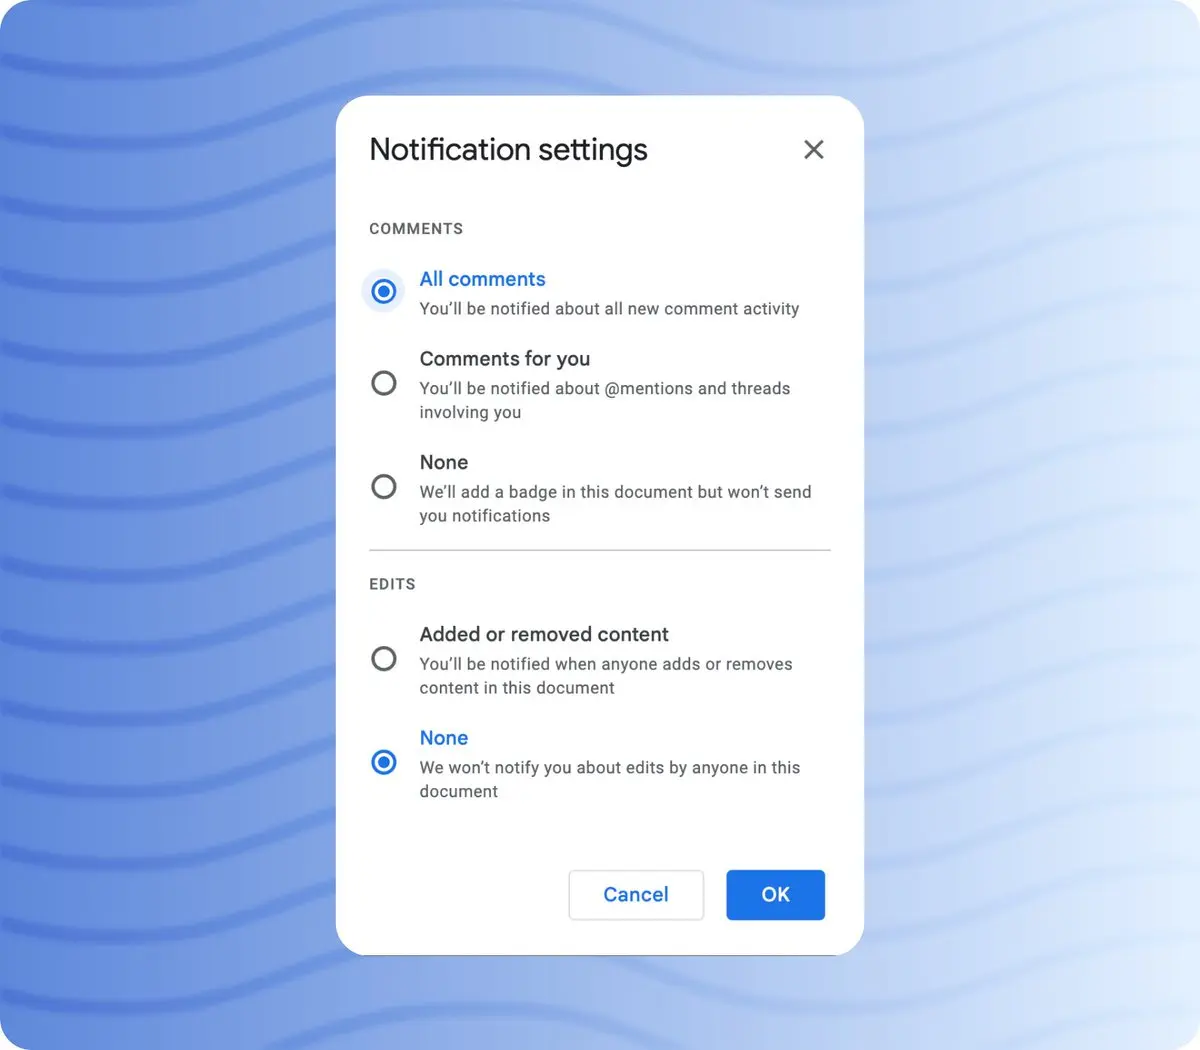 Notification settings
COMMENTS
All comments
You’ll be notified about all new comment activity
Comments for you
You’ll be notified about @mentions and threads
involving you
None
We’ll add a badge in this document but won’t send
you notifications
EDITS
Added or removed content
You’ll be notified when anyone adds or removes
content in this document
None
We won’t notify you about edits by anyone in this
document
Cancel
OK